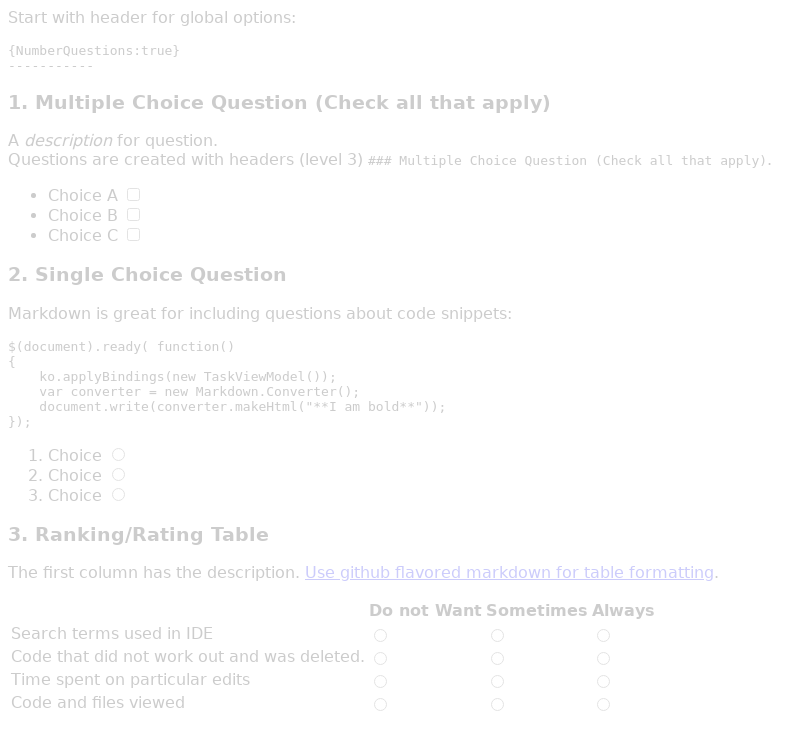 Start with header for global options:
{NumberQuestions:true}
-----------
1. Multiple Choice Question (Check all that apply)
A description for question.
Questions are created with headers (level 3) ### Multiple Choice Question (Check all that apply).
• Choice A
• Choice B
• Choice C
2. Single Choice Question
Markdown is great for including questions about code snippets:
$(document).ready( function()
{
    ko.applyBindings(new TaskViewModel());
    var converter = new Markdown.Converter();
    document.write(converter.makeHtml("**I am bold**"));
});
1. Choice
2. Choice
3. Choice
3. Ranking/Rating Table
The first column has the description. Use github flavored markdown for table formatting.
Do not Want Sometimes Always
Search terms used in IDE
Code that did not work out and was deleted.
Time spent on particular edits
Code and files viewed